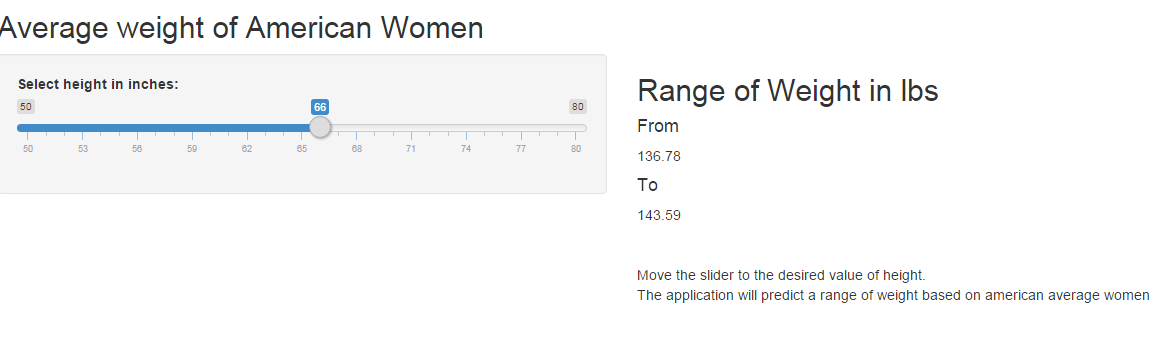 Average weight of American Women
Select height in inches:
50 66 80
50 53 56 59 62 65 68 71 74 77 80
Range of Weight in lbs
From
136.78
To
143.59
Move the slider to the desired value of height.
The application will predict a range of weight based on american average women